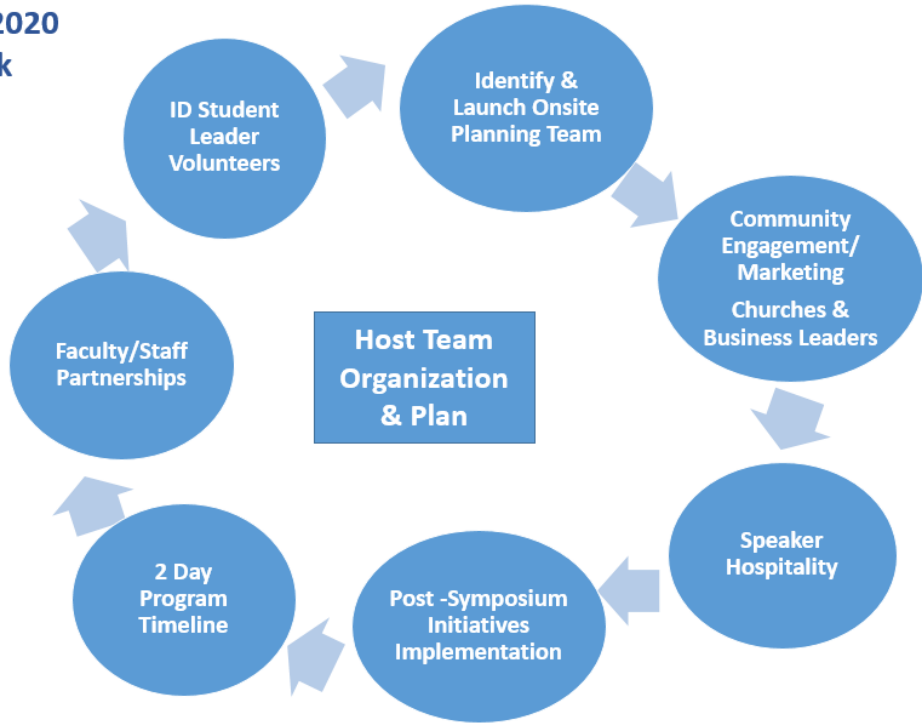 2020
k
Identify &
Launch Onsite
Planning Team
Community
Engagement/
Marketing
Churches &
Business Leaders
Speaker
Hospitality
Post -Symposium
Initiatives
Implementation
2 Day
Program
Timeline
Faculty/Staff
Partnerships
ID Student
Leader
Volunteers
Host Team
Organization
& Plan